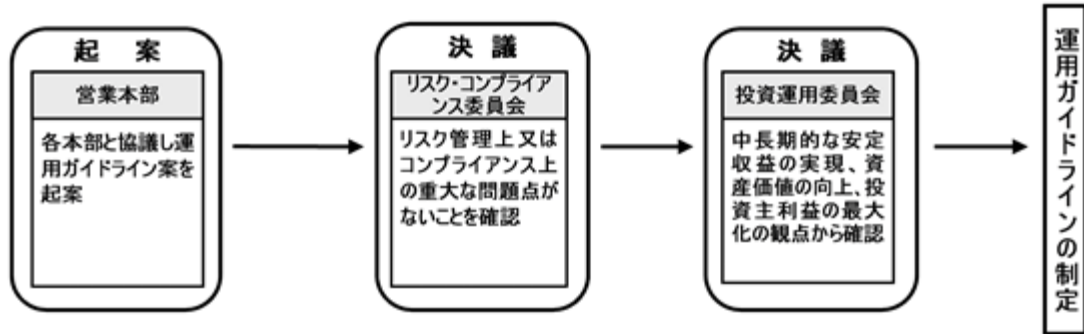 起 案
営業本部
各本部と協議し運
用ガイドライン案を
起案
決 議
リスク・コンプライア
ンス委員会
リスク管理上又は
コンプライアンス上
の重大な問題点が
ないことを確認
決 議
投資運用委員会
中長期的な安定
収益の実現、資
産価値の向上、投
資主利益の最大
化の観点から確認
運用ガイドラインの制定